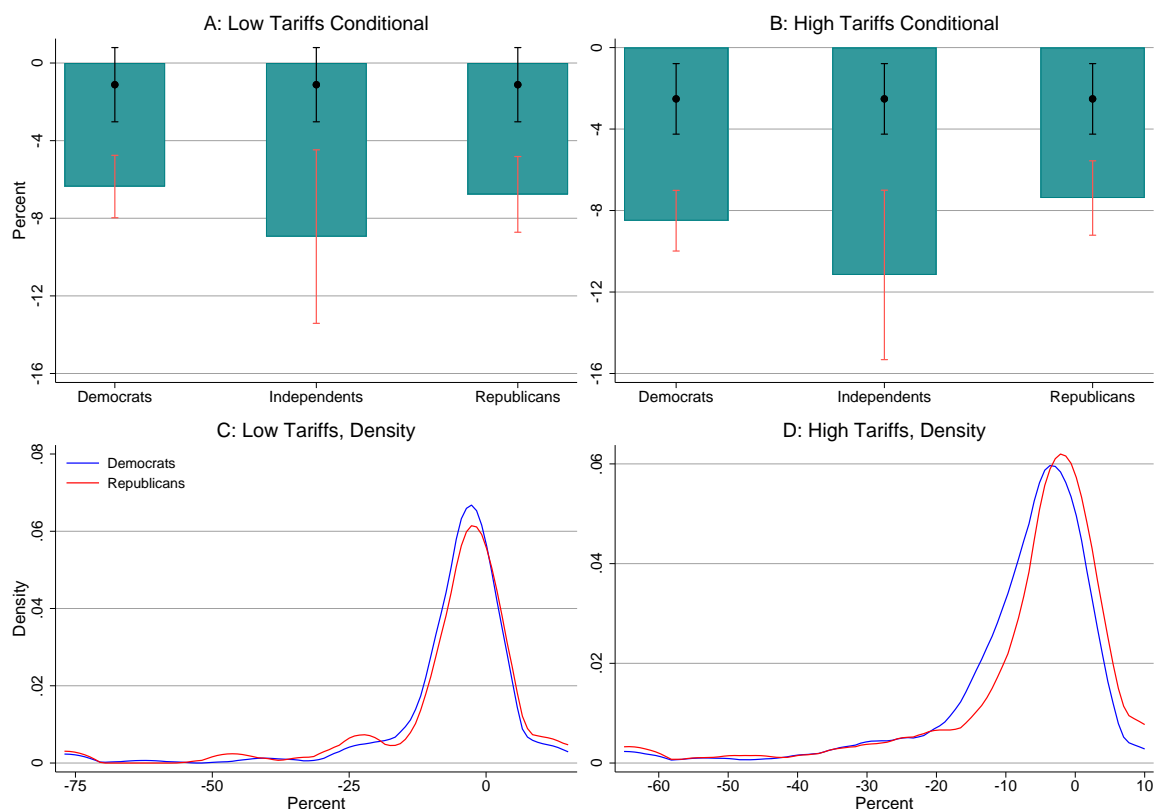 A: Low Tariffs Conditional
Percent
0
-4
-8
-12
-16
Democrats Independents Republicans
B: High Tariffs Conditional
0
-4
-8
-12
-16
Democrats Independents Republicans
C: Low Tariffs, Density
Density
.08
.06
.04
.02
0
Democrats
Republicans
-75 -50 -25 0
Percent
D: High Tariffs, Density
.06
.04
.02
0
-60 -50 -40 -30 -20 -10 0 10
Percent